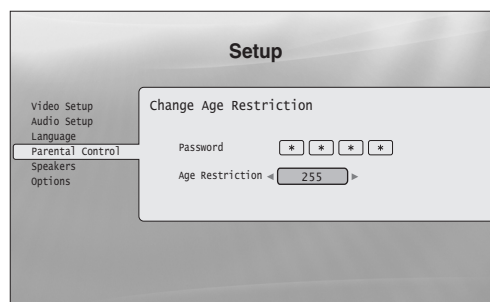 Setup
Video Setup
Audio Setup
Language
Parental Control
Speakers
Options
Change Age Restriction
Password * * * *
Age Restriction 255